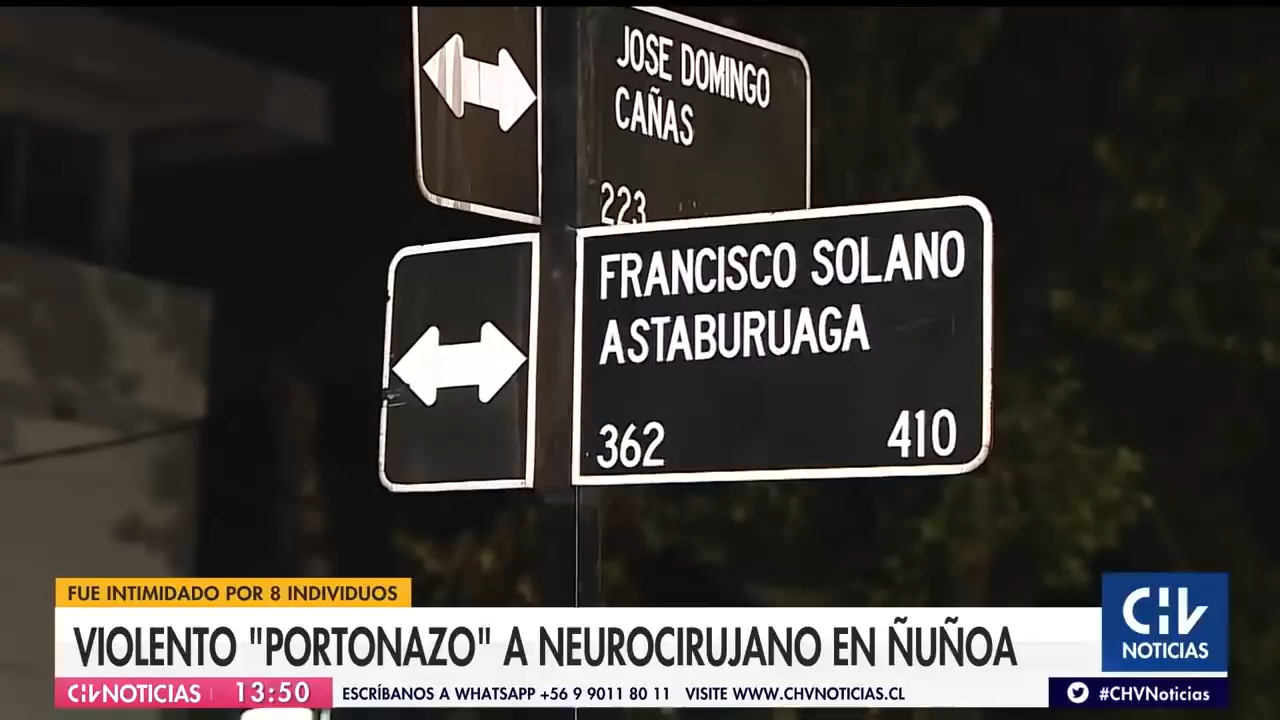 JOSE DOMINGO
CAÑAS
223
FRANCISCO SOLANO
ASTABURUAGA
362 410
FUE INTIMIDADO POR 8 INDIVIDUOS
VIOLENTO "PORTONAZO" A NEUROCIRUJANO EN ÑUÑOA
CHV
NOTICIAS
CHVNOTICIAS 13:50 ESCRÍBANOS A WHATSAPP +56 9 9011 80 11 VISITE WWW.CHVNOTICIAS.CL #CHVNoticias